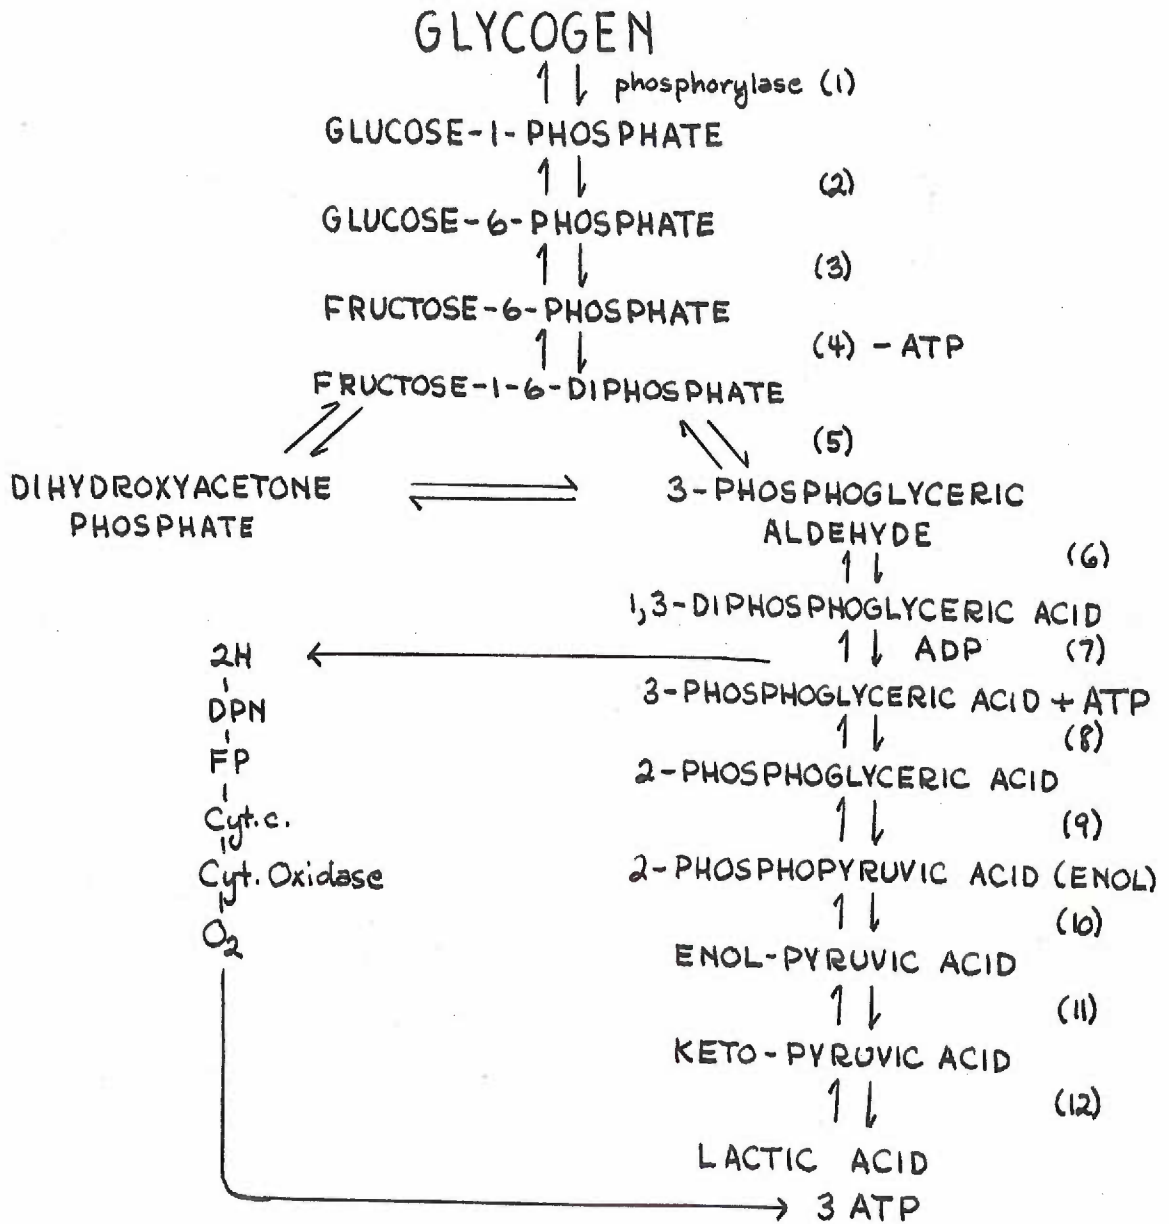 GLYCOGEN
phosphorylase (1)
GLUCOSE-1-PHOSPHATE
(2)
GLUCOSE-6-PHOSPHATE
(3)
FRUCTOSE-6-PHOSPHATE
(4) - ATP
FRUCTOSE-1-6-DIPHOSPHATE
(5)
DIHYDROXYACETONE
PHOSPHATE
3-PHOSPHOGLYCERIC
ALDEHYDE
(6)
1,3-DIPHOSPHOGLYCERIC ACID
ADP (7)
3-PHOSPHOGLYCERIC ACID + ATP
(8)
2-PHOSPHOGLYCERIC ACID
(9)
2-PHOSPHOPYRUVIC ACID (ENOL)
(10)
ENOL-PYRUVIC ACID
(11)
KETO-PYRUVIC ACID
(12)
LACTIC ACID
2H
DPN
FP
Cyt.c.
Cyt. Oxidase
O2
3 ATP